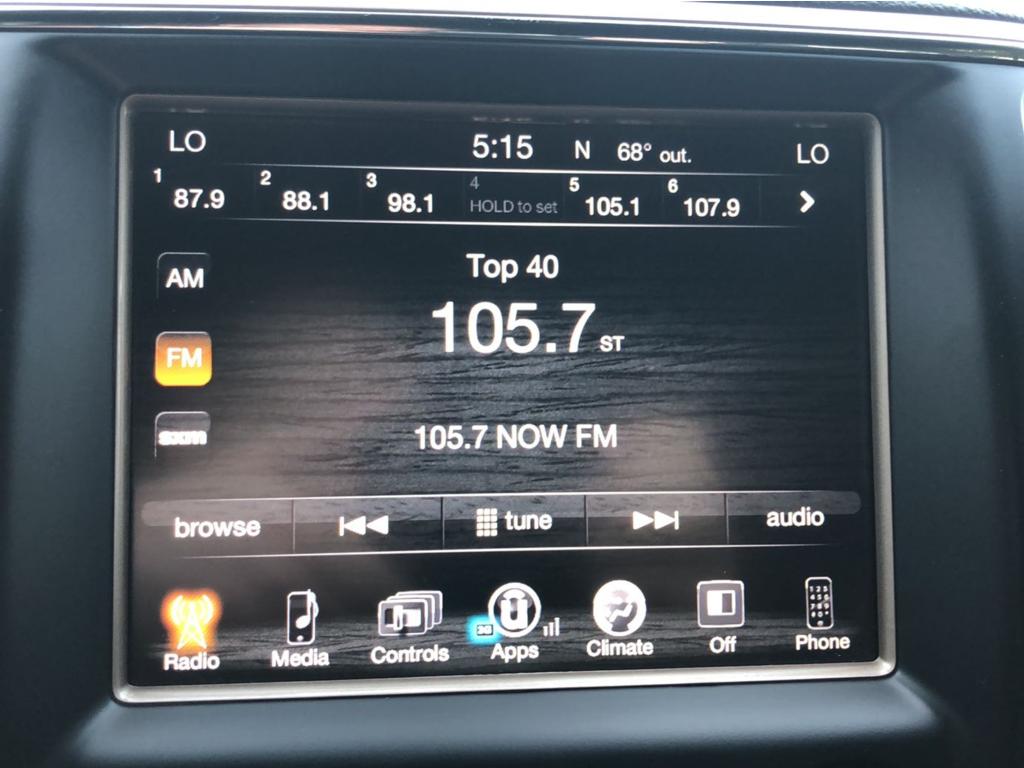 LO 5:15 N 68° out. LO
1 87.9 2 88.1 3 98.1 4 HOLD to set 5 105.1 6 107.9
Top 40
AM
105.7 ST
FM
105.7 NOW FM
sxm
browse tune audio
3G
Radio Media Controls Apps Climate Off Phone